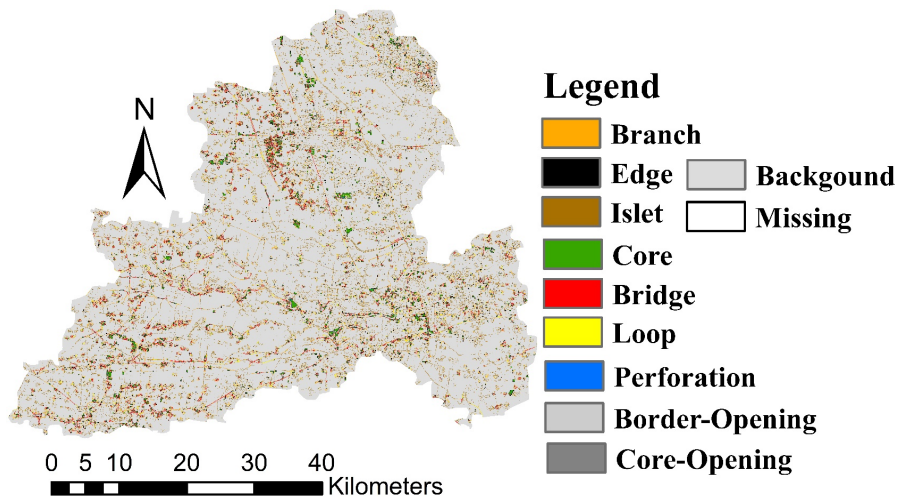 N
Legend
Branch
Edge
Backgound
Islet
Missing
Core
Bridge
Loop
Perforation
Border-Opening
Core-Opening
0 5 10 20 30 40
Kilometers